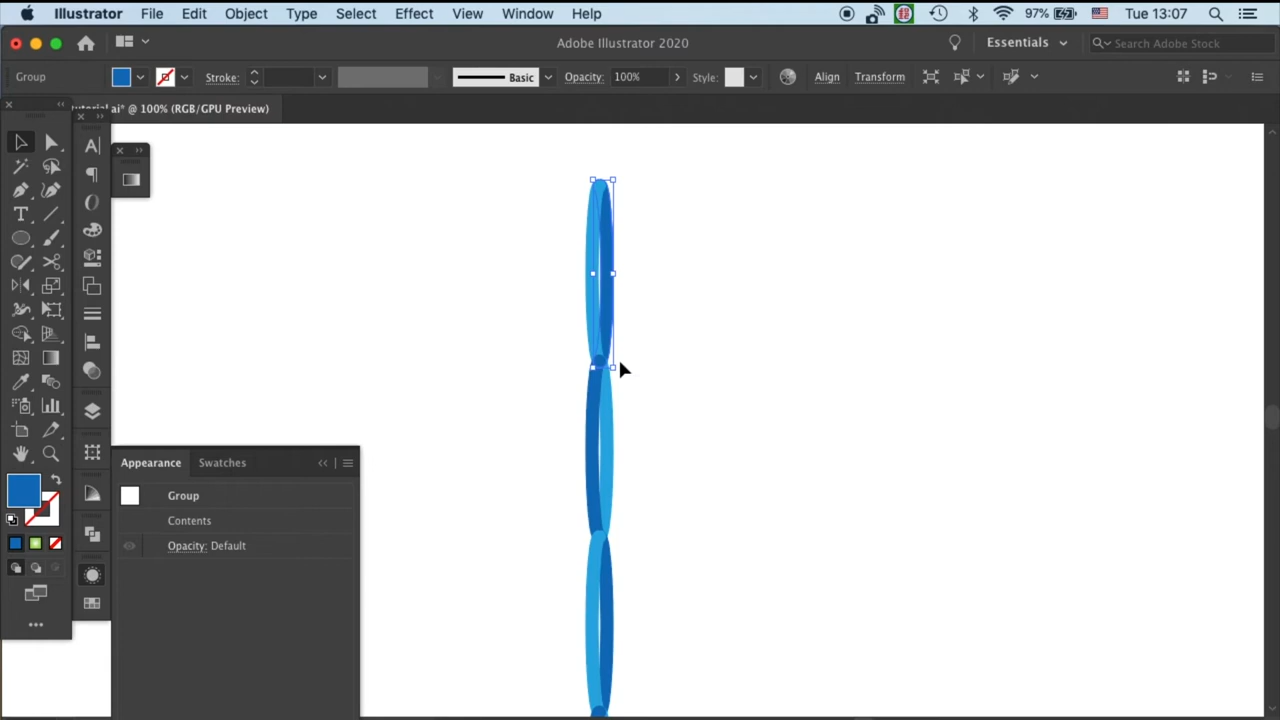 Illustrator File Edit Object Type Select Effect View Window Help 97% Tue 13:07
Adobe Illustrator 2020 Essentials Search Adobe Stock
Group Stroke: Basic Opacity: 100% Style: Align Transform
ai* @ 100% (RGB/GPU Preview)
Appearance Swatches
Group
Contents
Opacity: Default